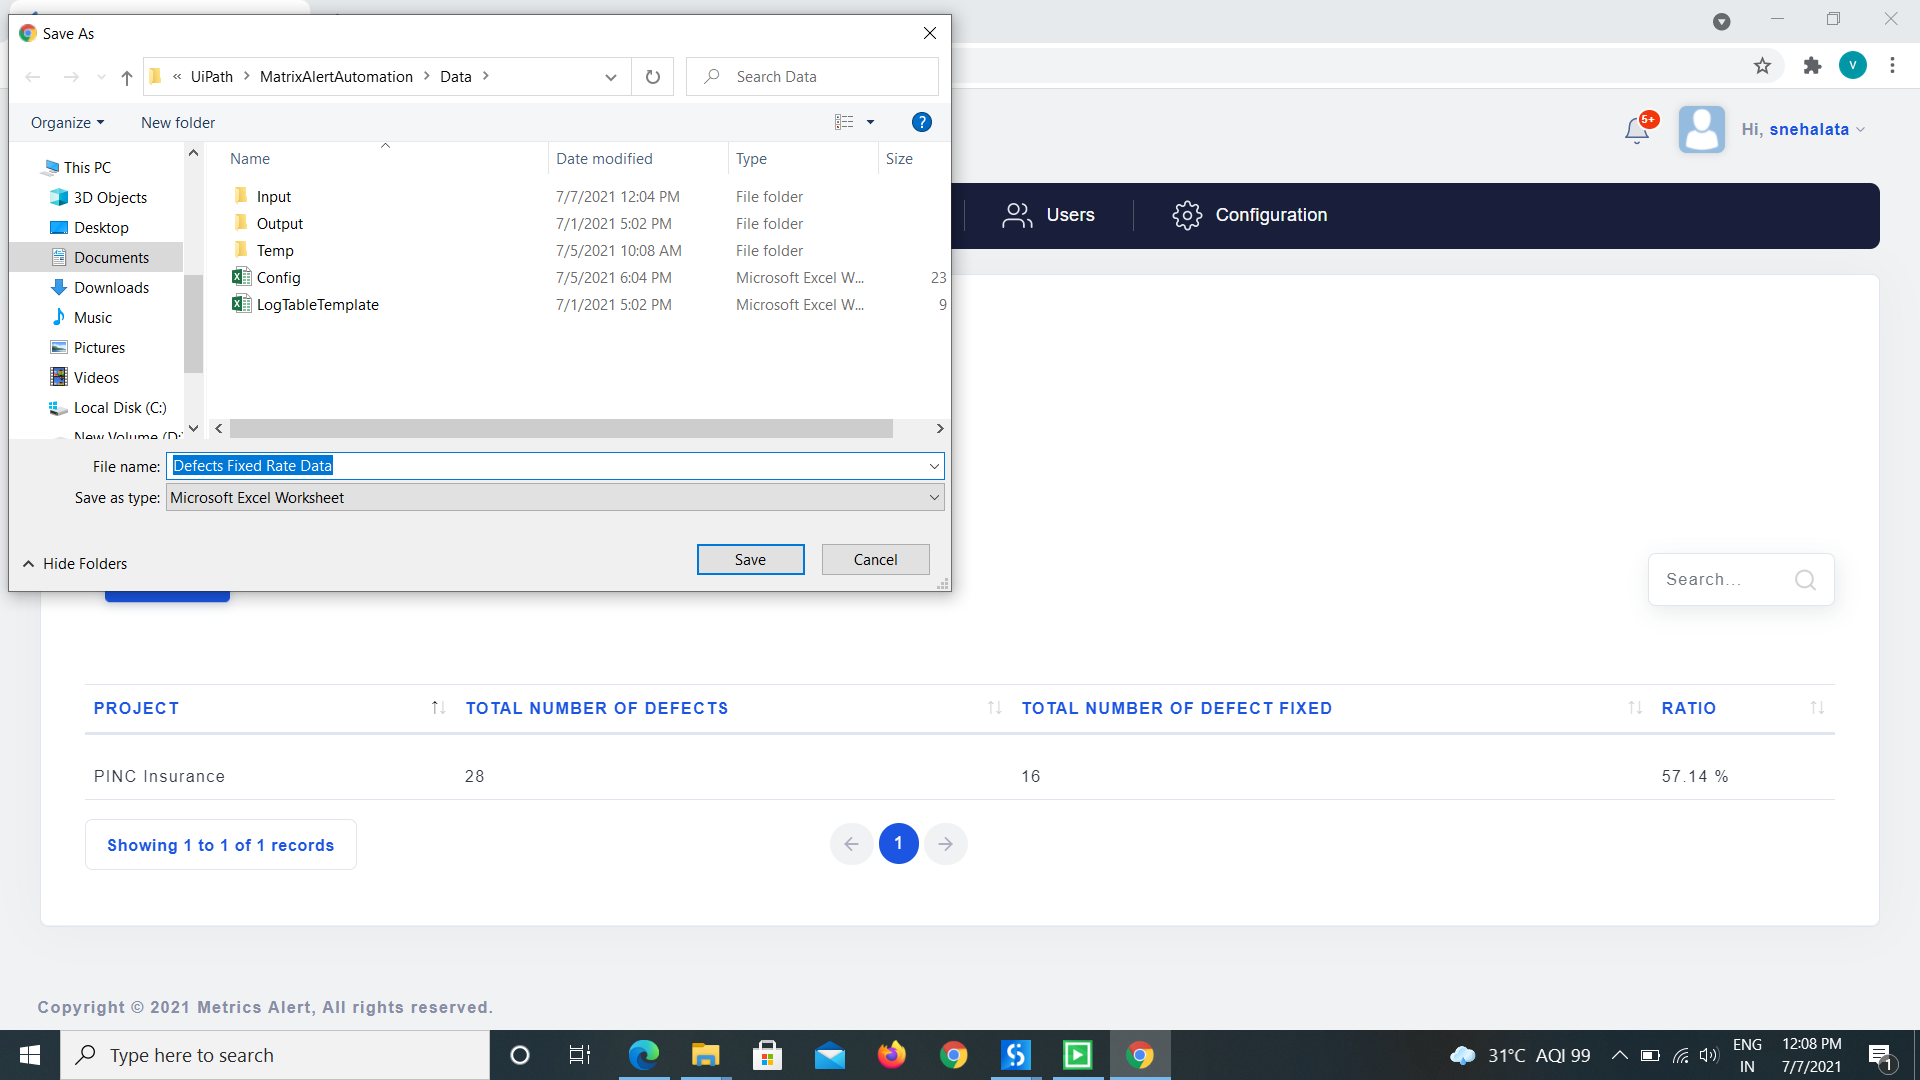 Save As
« UiPath > MatrixAlertAutomation > Data >
Search Data
Organize
New folder
Name
Date modified
Type
Size
This PC
3D Objects
Desktop
Documents
Downloads
Music
Pictures
Videos
Local Disk (C:)
New Volume (D:
Input 7/7/2021 12:04 PM File folder
Output 7/1/2021 5:02 PM File folder
Temp 7/5/2021 10:08 AM File folder
Config 7/5/2021 6:04 PM Microsoft Excel W... 23
LogTableTemplate 7/1/2021 5:02 PM Microsoft Excel W... 9
File name: Defects Fixed Rate Data
Save as type: Microsoft Excel Worksheet
Hide Folders
Save
Cancel
V
5+
Hi, snehalata
Users
Configuration
Search...
PROJECT TOTAL NUMBER OF DEFECTS TOTAL NUMBER OF DEFECT FIXED RATIO
PINC Insurance 28 16 57.14 %
Showing 1 to 1 of 1 records
1
Copyright © 2021 Metrics Alert, All rights reserved.
Type here to search
31°C AQI 99
ENG
IN
12:08 PM
7/7/2021
1